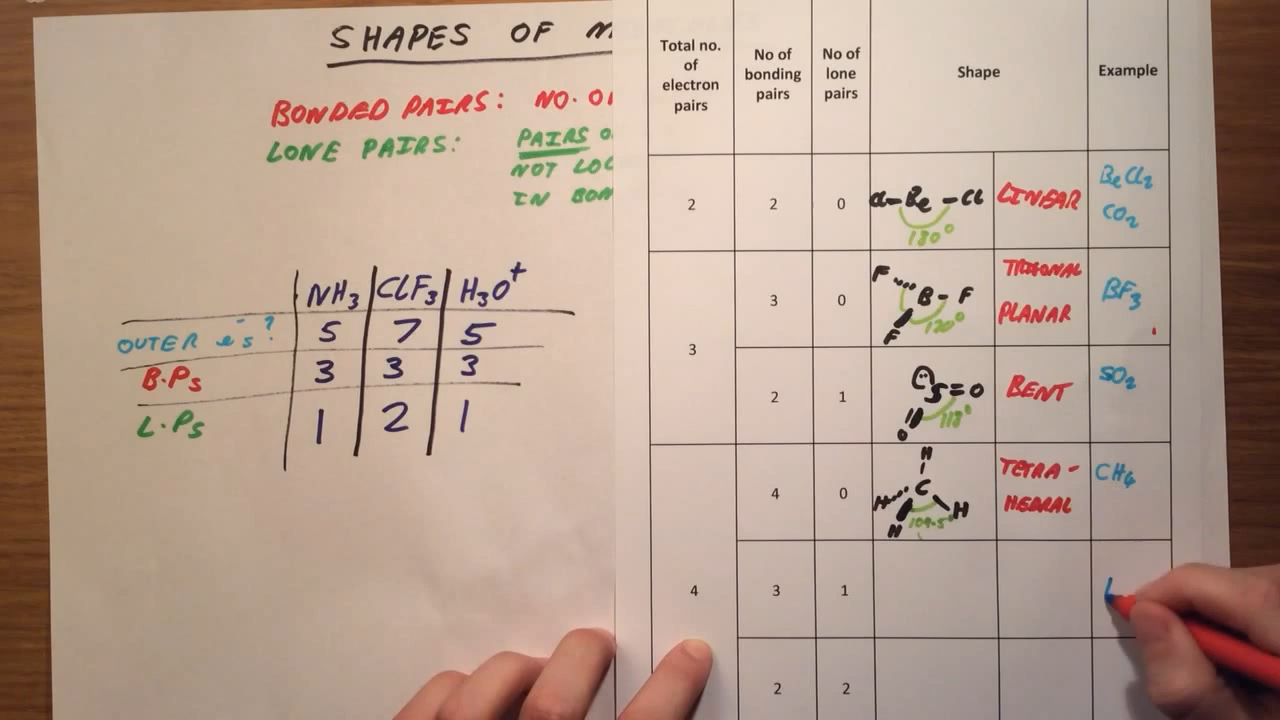 SHAPES OF
BONDED PAIRS: NO. O
LONE PAIRS: PAIRS O
NOT LOC
IN BON
NH3 ClF3 H3O+
OUTER e-s? 5 7 5
B.Ps 3 3 3
L.Ps 1 2 1
Total no. of electron pairs
No of bonding pairs
No of lone pairs
Shape
Example
2 2 0 Cl-Be-Cl 180° LINEAR BeCl2
CO2
3
3 0 F B-F F 120° TRIGONAL PLANAR BF3
2 1 S=O O 118° BENT SO2
4
4 0 H C H H H 109.5° TETRA-HEDRAL CH4
3 1
2 2